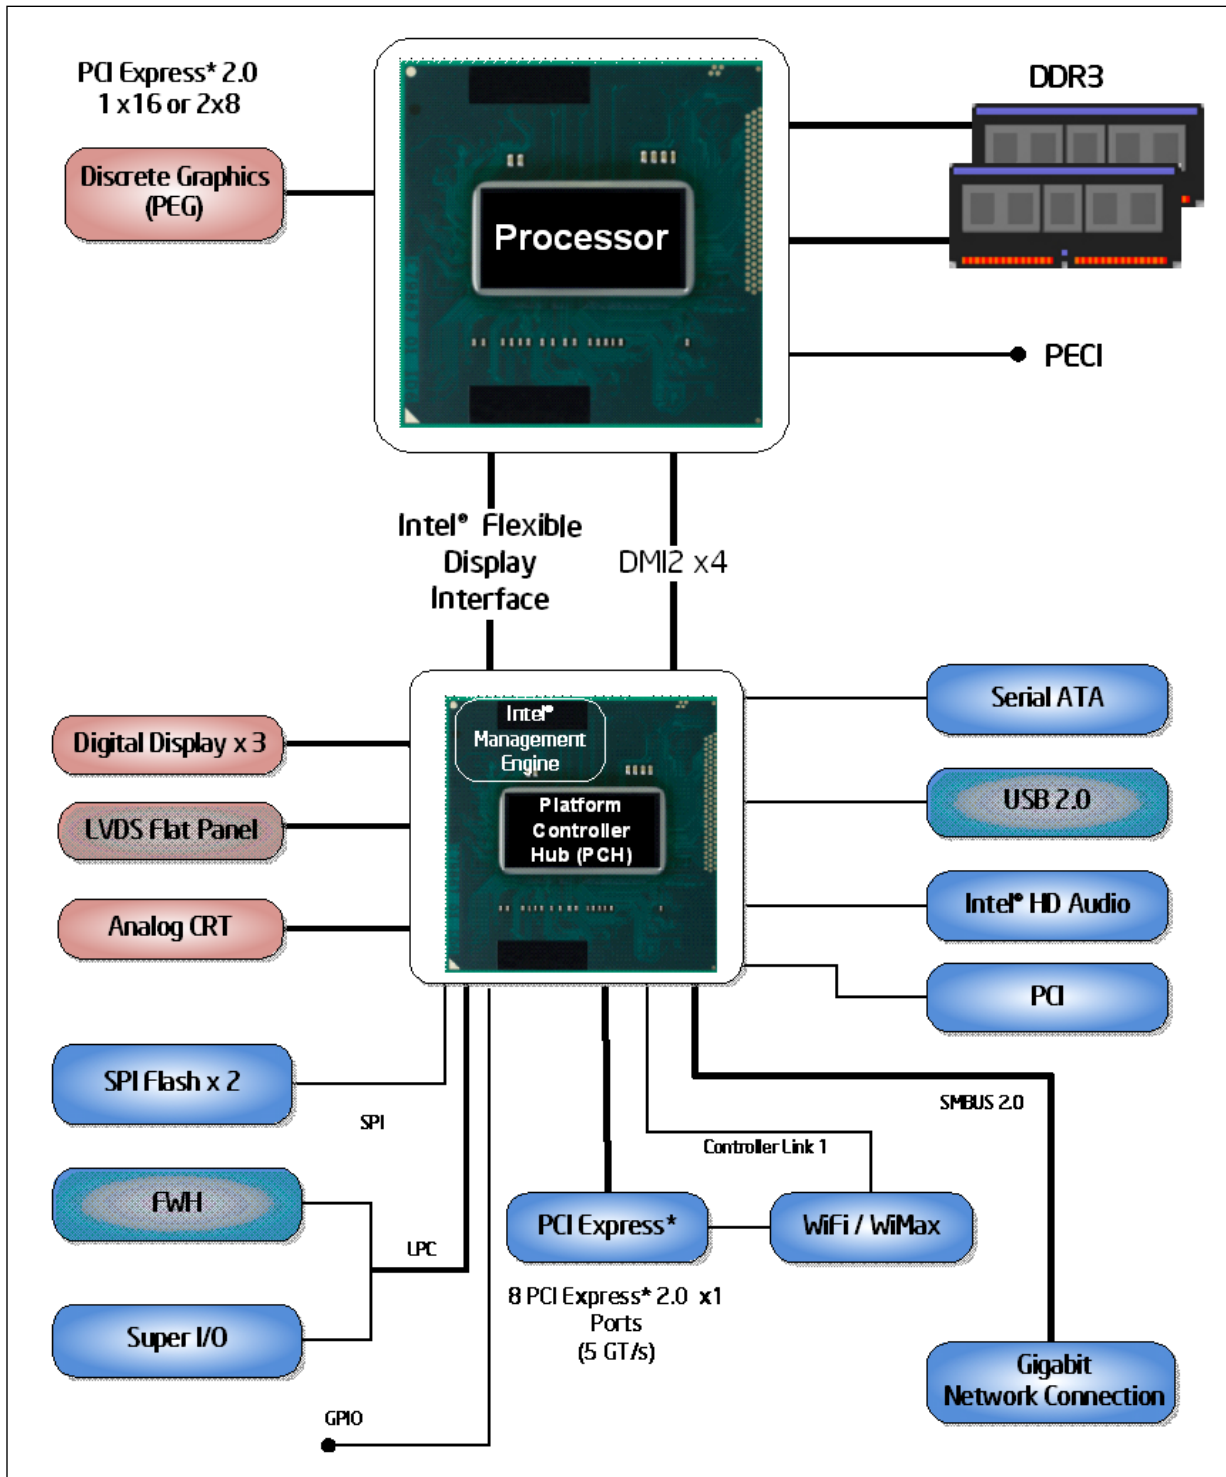 PCI Express* 2.0
1 x16 or 2x8
Discrete Graphics
(PEG)
Processor
DDR3
PECI
Intel® Flexible
Display
Interface
DMI2 x4
Intel®
Management
Engine
Platform
Controller
Hub (PCH)
Digital Display x 3
LVDS Flat Panel
Analog CRT
Serial ATA
USB 2.0
Intel® HD Audio
PCI
SPI Flash x 2
SPI
FWH
LPC
Super I/O
GPIO
SMBUS 2.0
Controller Link 1
PCI Express*
WiFi / WiMax
8 PCI Express* 2.0 x1
Ports
(5 GT/s)
Gigabit
Network Connection